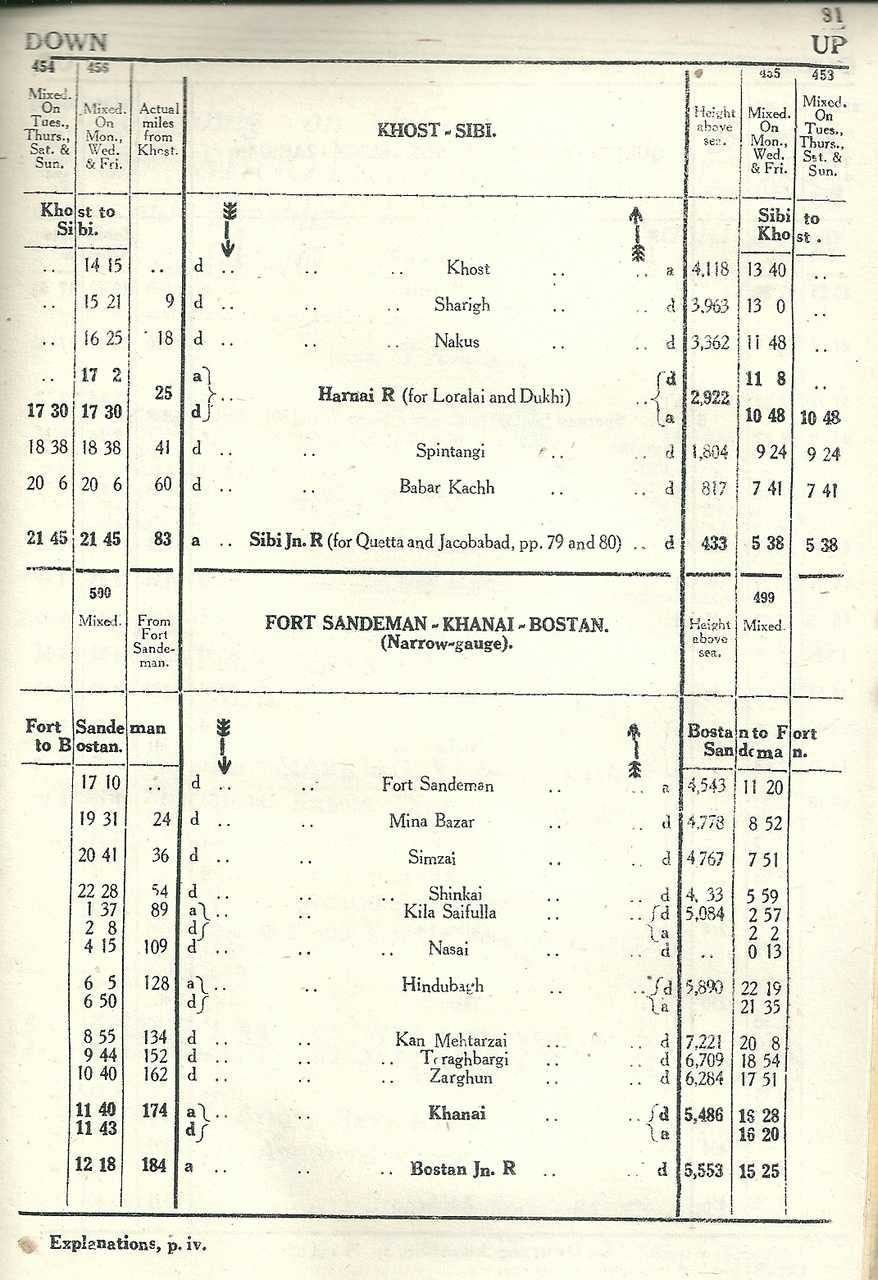 81
DOWN UP
454 456 455 453
Mixed. On Tues., Thurs., Sat. & Sun.
Mixed. On Mon., Wed. & Fri.
Actual miles from Khost.
KHOST - SIBI.
Height above sea.
Mixed. On Mon., Wed. & Fri.
Mixed. On Tues., Thurs., Sat. & Sun.
Khost to Sibi.
Sibi to Khost.
.. 14 15 .. d .. .. .. Khost .. .. a 4,118 13 40 ..
.. 15 21 9 d .. .. .. Sharigh .. .. d 3,963 13 0 ..
.. 16 25 18 d .. .. .. Nakus .. .. d 3,362 11 48 ..
.. 17 2 a d 11 8 ..
25 .. Harnai R (for Loralai and Dukhi) .. 2,922
17 30 17 30 d a 10 48 10 48
18 38 18 38 41 d .. .. Spintangi .. .. d 1,804 9 24 9 24
20 6 20 6 60 d .. .. Babar Kachh .. .. d 817 7 41 7 41
21 45 21 45 83 a .. Sibi Jn. R (for Quetta and Jacobabad, pp. 79 and 80) .. d 433 5 38 5 38
500 499
Mixed.
From Fort Sande-man.
FORT SANDEMAN - KHANAI - BOSTAN.
(Narrow-gauge).
Height above sea.
Mixed.
Fort Sandeman to Bostan.
Bostan to Fort Sandeman.
17 10 .. d .. .. Fort Sandeman .. .. a 4,543 11 20
19 31 24 d .. .. Mina Bazar .. .. d 4,778 8 52
20 41 36 d .. .. Simzai .. .. d 4,767 7 51
22 28 54 d .. .. .. Shinkai .. .. d 5 59
1 37 89 a .. .. Kila Saifulla .. .. d 5,084 2 57
2 8 d a 2 2
4 15 109 d .. .. .. Nasai .. .. d .. 0 13
6 5 128 a .. .. Hindubagh .. .. d 5,890 22 19
6 50 d a 21 35
8 55 134 d .. .. Kan Mehtarzai .. .. d 7,221 20 8
9 44 152 d .. .. .. Toraghbargi .. .. d 6,709 18 54
10 40 162 d .. .. .. Zarghun .. .. d 6,284 17 51
11 40 174 a .. .. Khanai .. .. d 5,486 16 28
11 43 d a 16 20
12 18 184 a .. .. .. Bostan Jn. R .. .. d 5,553 15 25
Explanations, p. iv.